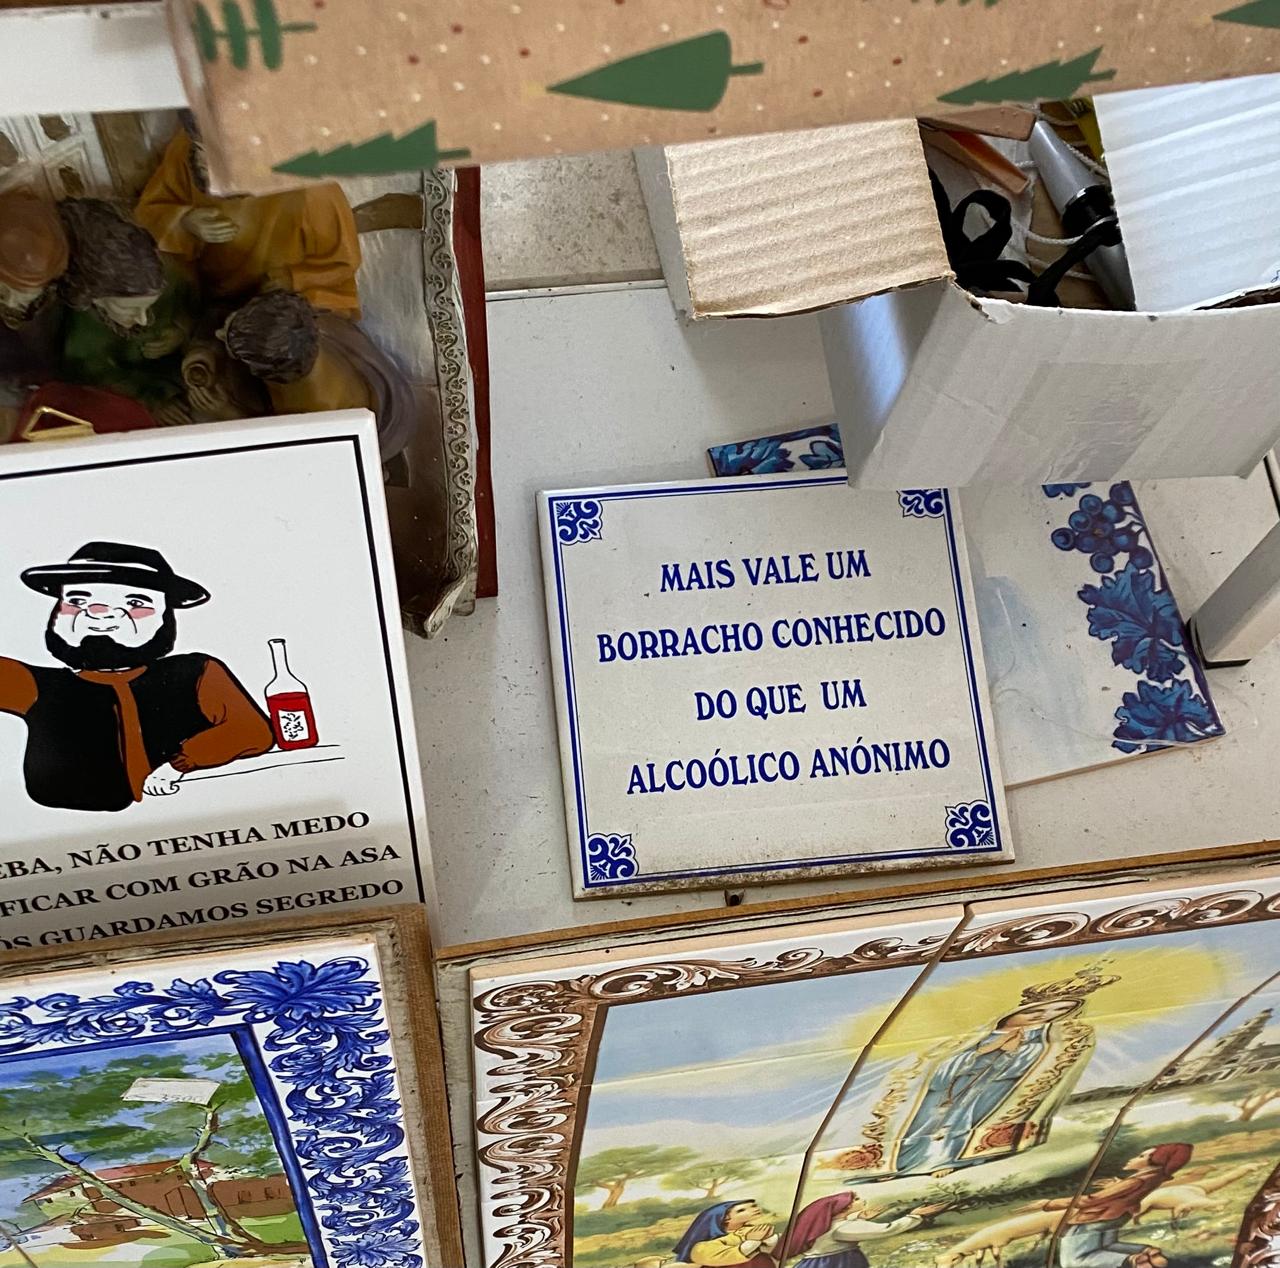 MAIS VALE UM
BORRACHO CONHECIDO
DO QUE UM
ALCOÓLICO ANÓNIMO
NÃO TENHA MEDO
FICAR COM GRÃO NA ASA
GUARDAMOS SEGREDO